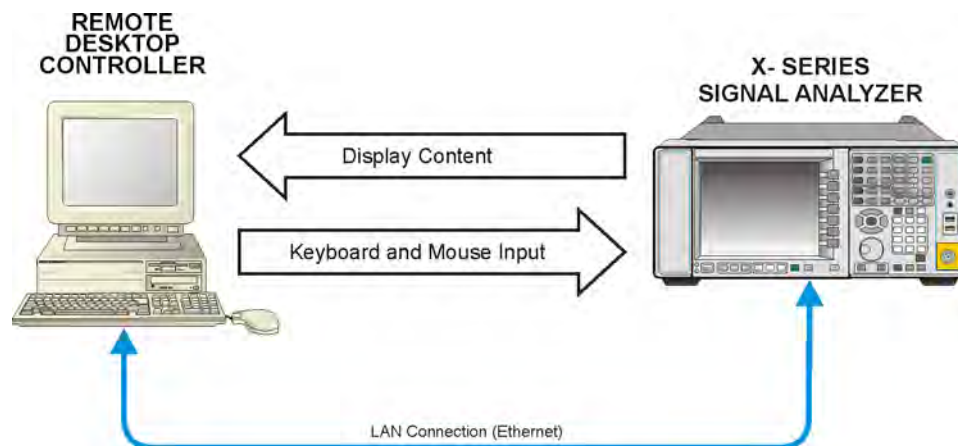 REMOTE
DESKTOP
CONTROLLER
X- SERIES
SIGNAL ANALYZER
Display Content
Keyboard and Mouse Input
LAN Connection (Ethernet)